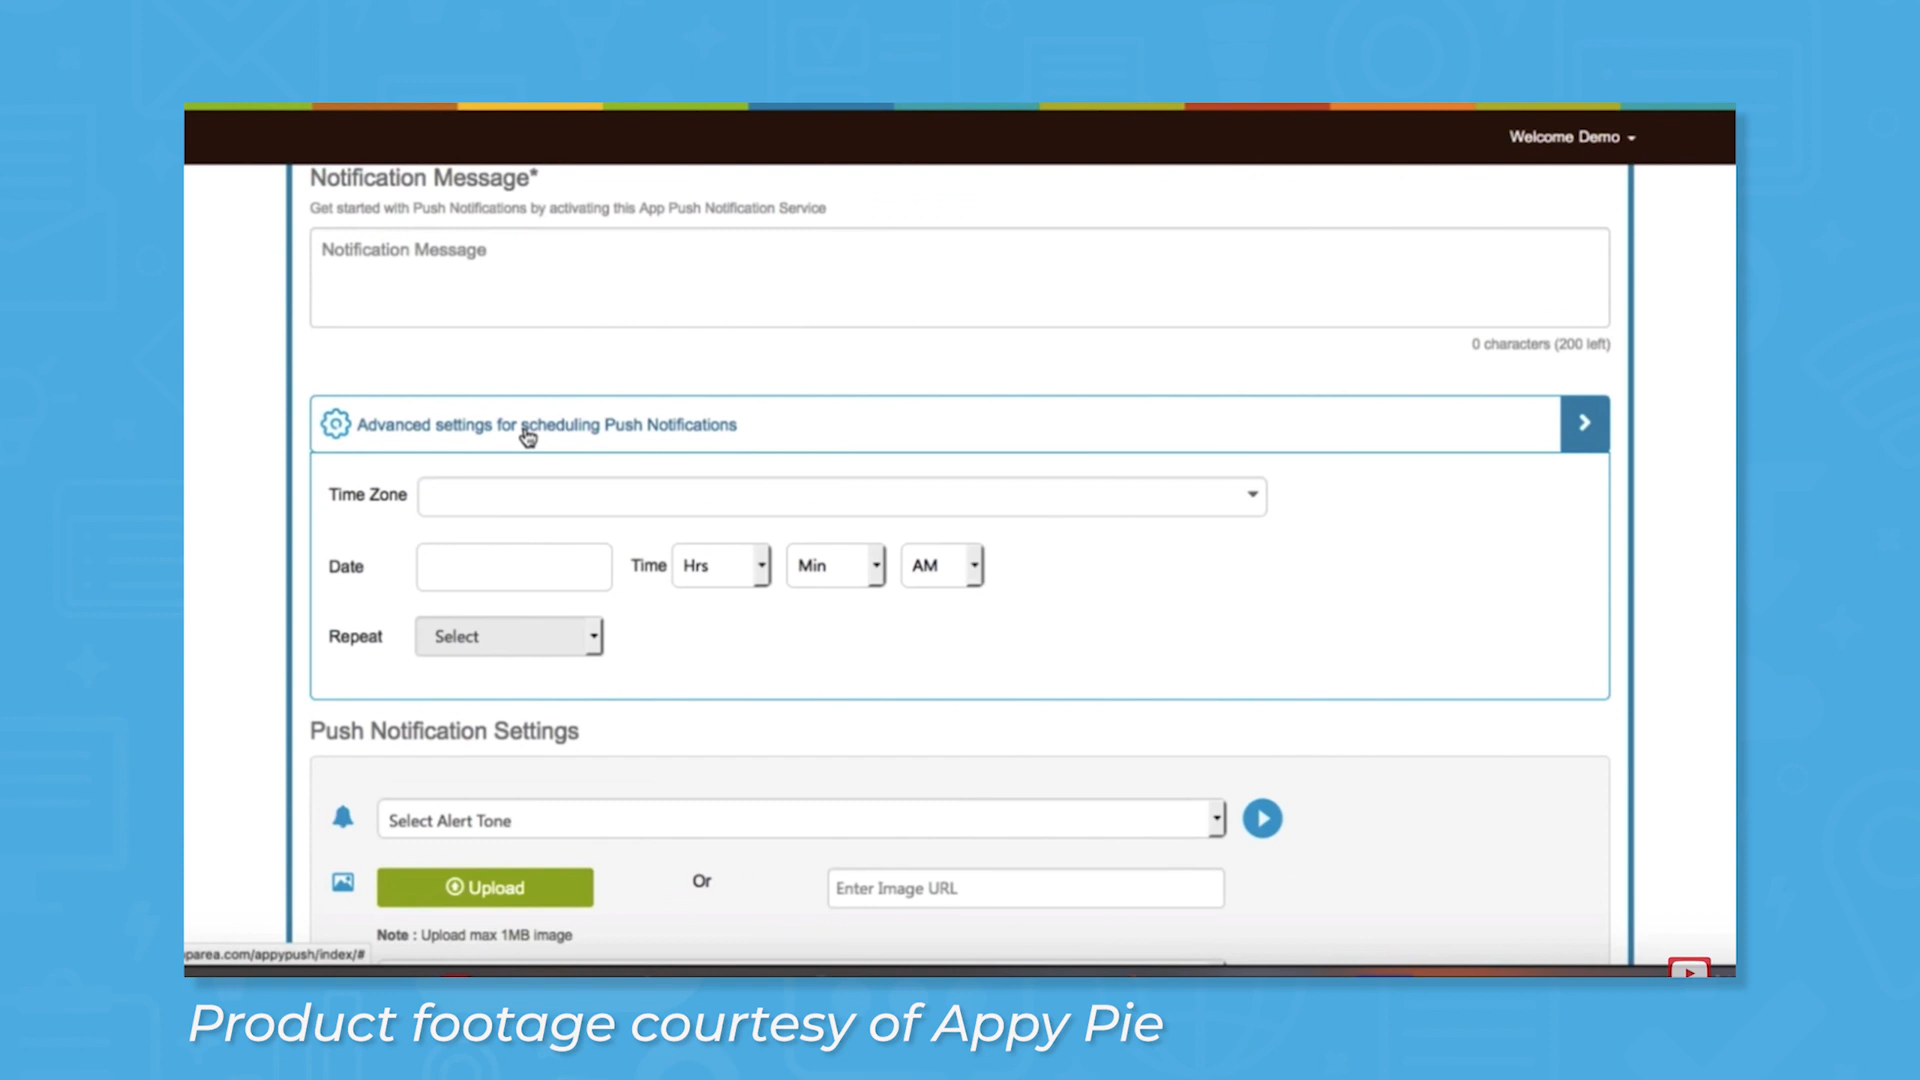 Welcome Demo
Notification Message*
Get started with Push Notifications by activating this App Push Notification Service
Notification Message
0 characters (200 left)
Advanced settings for scheduling Push Notifications
Time Zone
Date Time Hrs Min AM
Repeat Select
Push Notification Settings
Select Alert Tone
Upload Or Enter Image URL
Note : Upload max 1MB image
parea.com/appypush/index/#
Product footage courtesy of Appy Pie